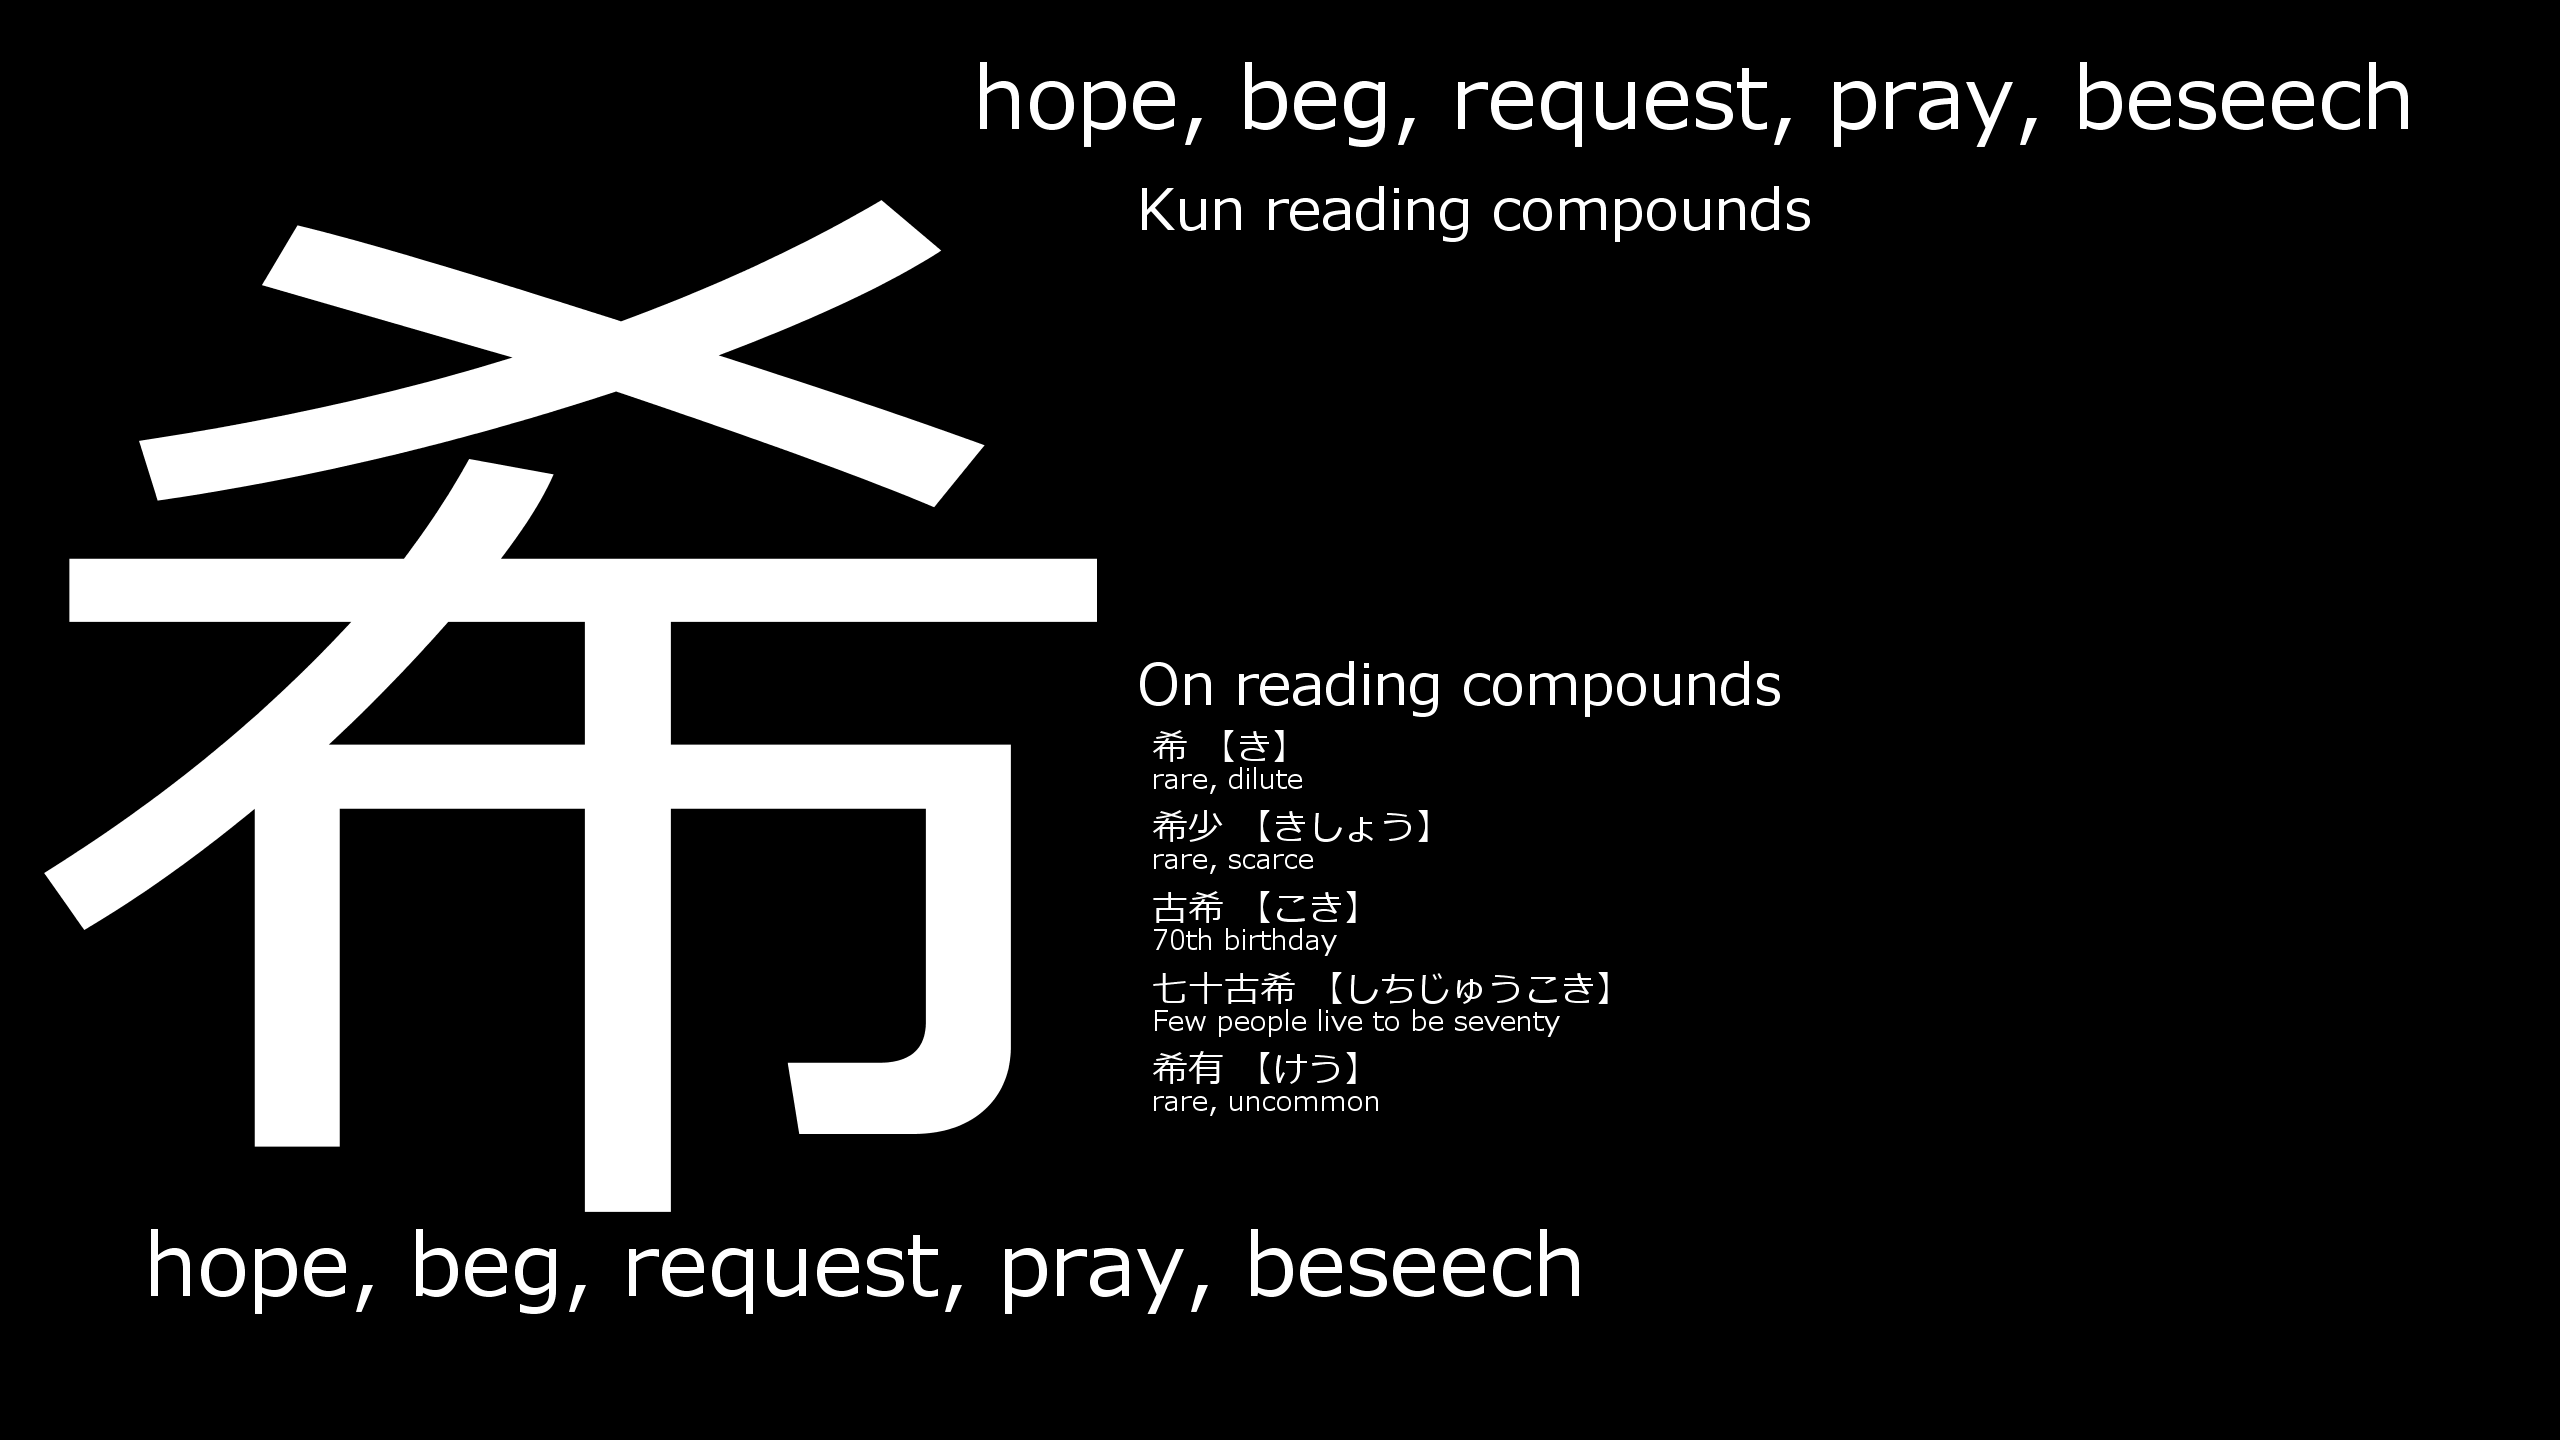 hope, beg, request, pray, beseech
希
Kun reading compounds
On reading compounds
希 【き】
rare, dilute
希少 【きしょう】
rare, scarce
古希 【こき】
70th birthday
七十古希 【しちじゅうこき】
Few people live to be seventy
希有 【けう】
rare, uncommon
hope, beg, request, pray, beseech